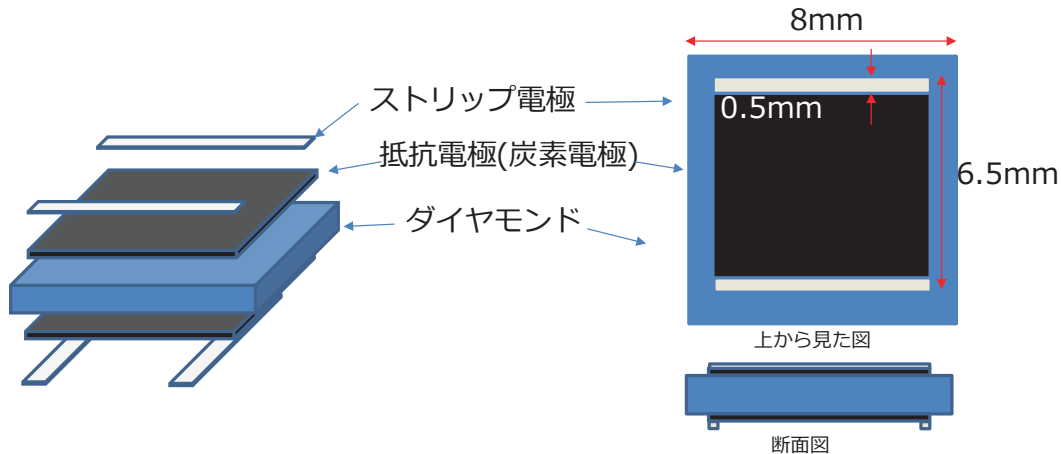 8mm
ストリップ電極
0.5mm
抵抗電極(炭素電極)
6.5mm
ダイヤモンド
上から見た図
断面図